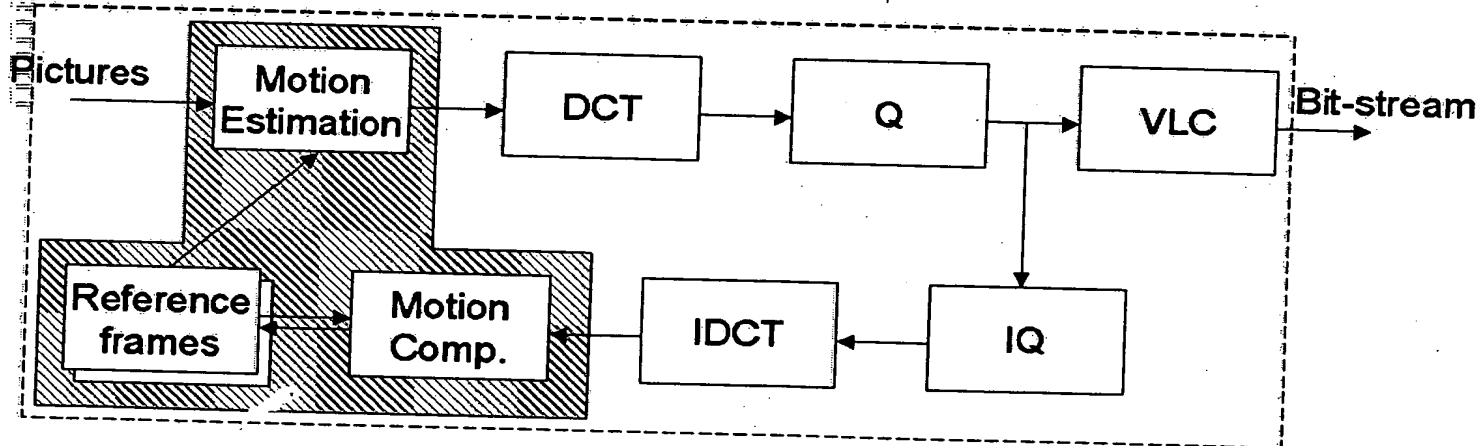 Pictures
Motion
Estimation
DCT
Q
VLC
Bit-stream
Reference
frames
Motion
Comp.
IDCT
IQ